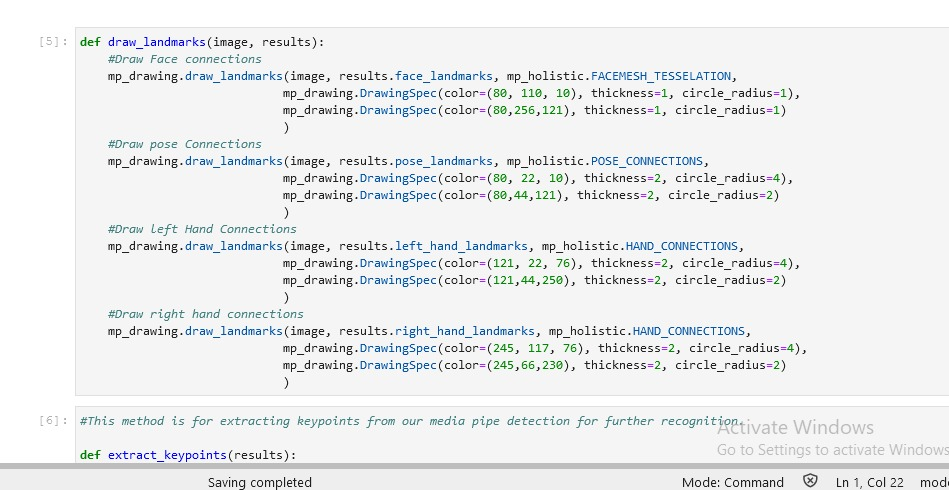 [5]: def draw_landmarks(image, results):
#Draw Face connections
mp_drawing.draw_landmarks(image, results.face_landmarks, mp_holistic.FACEMESH_TESSELATION,
mp_drawing.DrawingSpec(color=(80, 110, 10), thickness=1, circle_radius=1),
mp_drawing.DrawingSpec(color=(80,256,121), thickness=1, circle_radius=1)
)
#Draw pose Connections
mp_drawing.draw_landmarks(image, results.pose_landmarks, mp_holistic.POSE_CONNECTIONS,
mp_drawing.DrawingSpec(color=(80, 22, 10), thickness=2, circle_radius=4),
mp_drawing.DrawingSpec(color=(80,44,121), thickness=2, circle_radius=2)
)
#Draw left Hand Connections
mp_drawing.draw_landmarks(image, results.left_hand_landmarks, mp_holistic.HAND_CONNECTIONS,
mp_drawing.DrawingSpec(color=(121, 22, 76), thickness=2, circle_radius=4),
mp_drawing.DrawingSpec(color=(121,44,250), thickness=2, circle_radius=2)
)
#Draw right hand connections
mp_drawing.draw_landmarks(image, results.right_hand_landmarks, mp_holistic.HAND_CONNECTIONS,
mp_drawing.DrawingSpec(color=(245, 117, 76), thickness=2, circle_radius=4),
mp_drawing.DrawingSpec(color=(245,66,230), thickness=2, circle_radius=2)
)
[6]: #This method is for extracting keypoints from our media pipe detection for further recognition.
Activate Windows
Go to Settings to activate Windows
def extract_keypoints(results):
Saving completed Mode: Command Ln 1, Col 22 mod